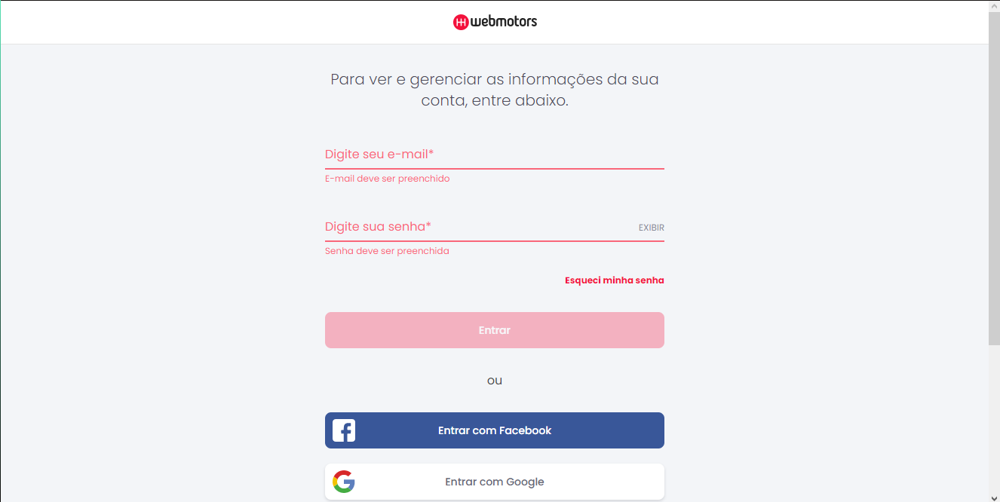 webmotors
Para ver e gerenciar as informações da sua
conta, entre abaixo.
Digite seu e-mail*
E-mail deve ser preenchido
Digite sua senha*
EXIBIR
Senha deve ser preenchida
Esqueci minha senha
Entrar
ou
Entrar com Facebook
Entrar com Google